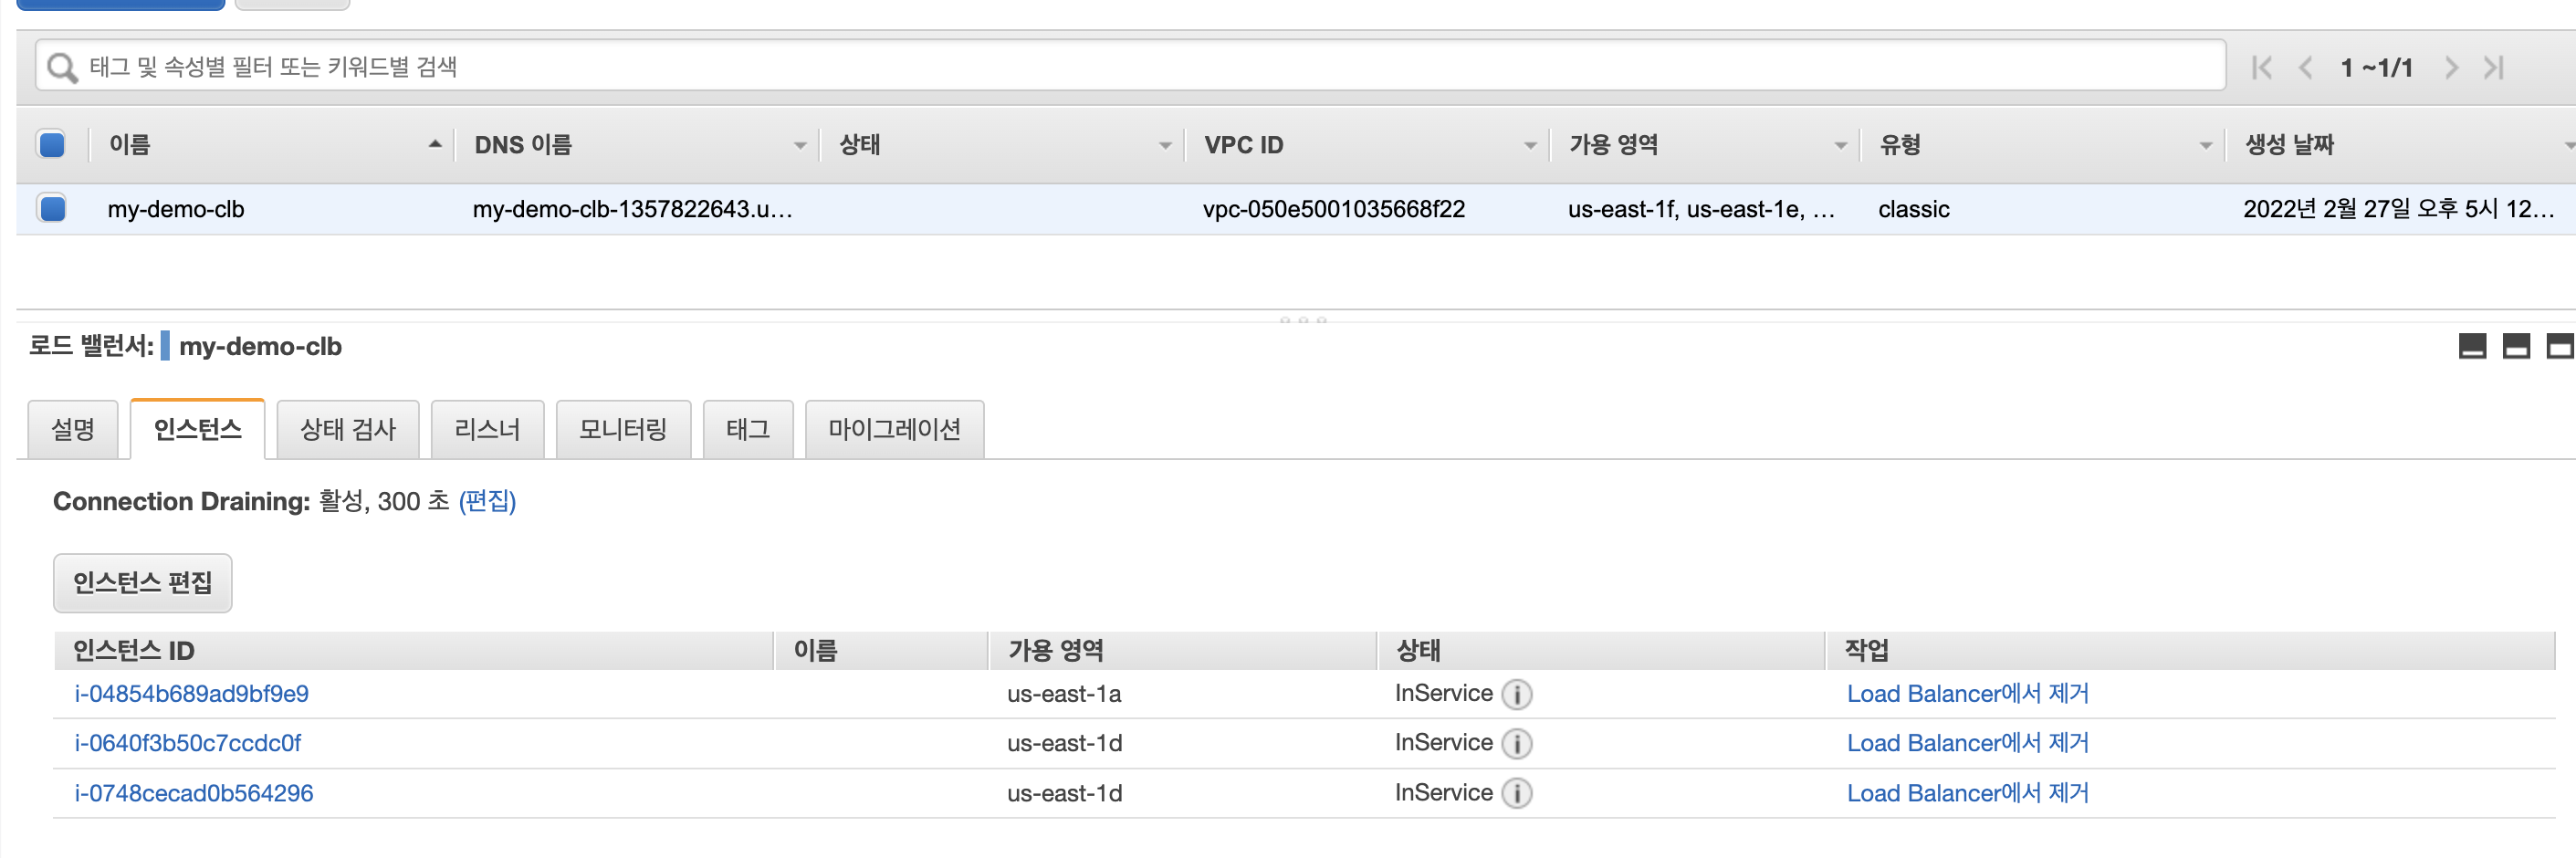 태그 및 속성별 필터 또는 키워드별 검색 1 ~1/1
이름 DNS 이름 상태 VPC ID 가용 영역 유형 생성 날짜
my-demo-clb my-demo-clb-1357822643.u... vpc-050e5001035668f22 us-east-1f, us-east-1e, ... classic 2022년 2월 27일 오후 5시 12...
로드 밸런서: my-demo-clb
설명 인스턴스 상태 검사 리스너 모니터링 태그 마이그레이션
Connection Draining: 활성, 300 초 (편집)
인스턴스 편집
인스턴스 ID 이름 가용 영역 상태 작업
i-04854b689ad9bf9e9 us-east-1a InService i Load Balancer에서 제거
i-0640f3b50c7ccdc0f us-east-1d InService i Load Balancer에서 제거
i-0748cecad0b564296 us-east-1d InService i Load Balancer에서 제거